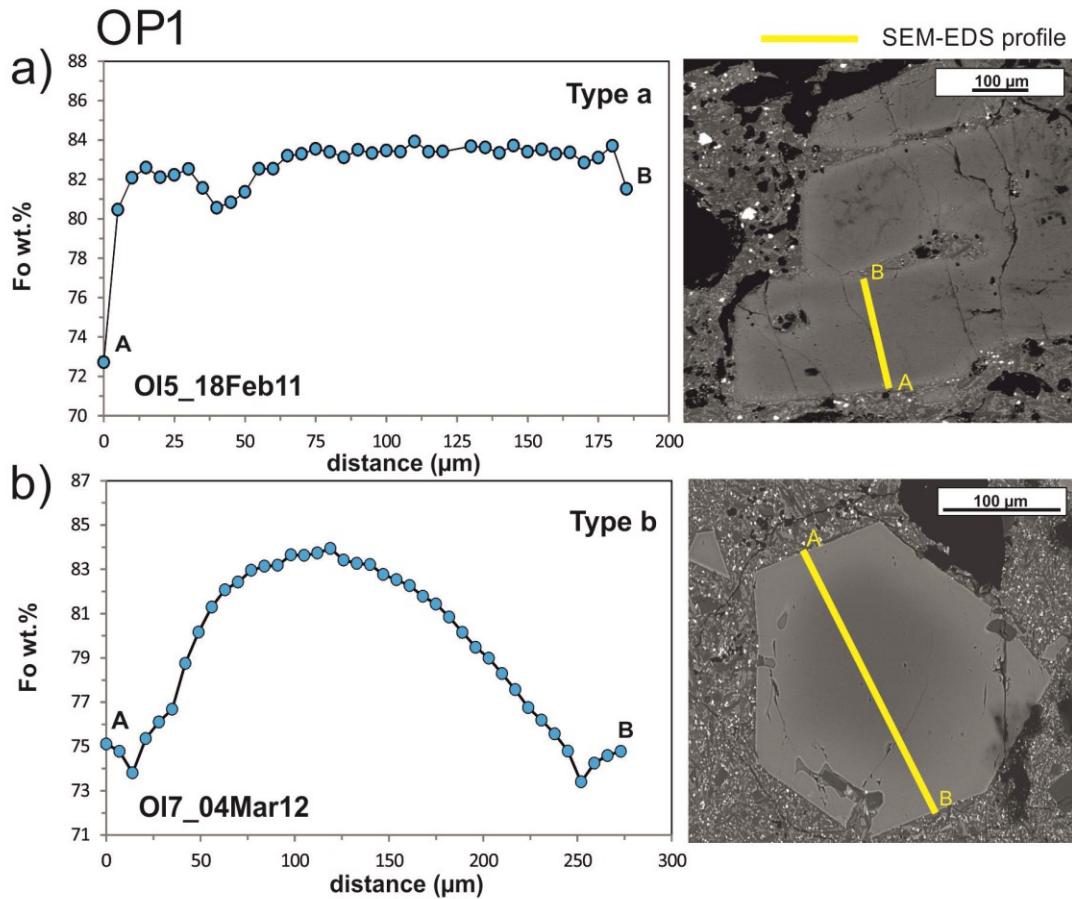 OP1
SEM-EDS profile
a)
88
86
84
82
80
78
76
74
72
70
Fo wt.%
Type a
A
B
Ol5_18Feb11
0 25 50 75 100 125 150 175 200
distance (µm)
100 µm
B
A
b)
87
85
83
81
79
77
75
73
71
Fo wt.%
Type b
A
B
Ol7_04Mar12
0 50 100 150 200 250 300
distance (µm)
100 µm
A
B